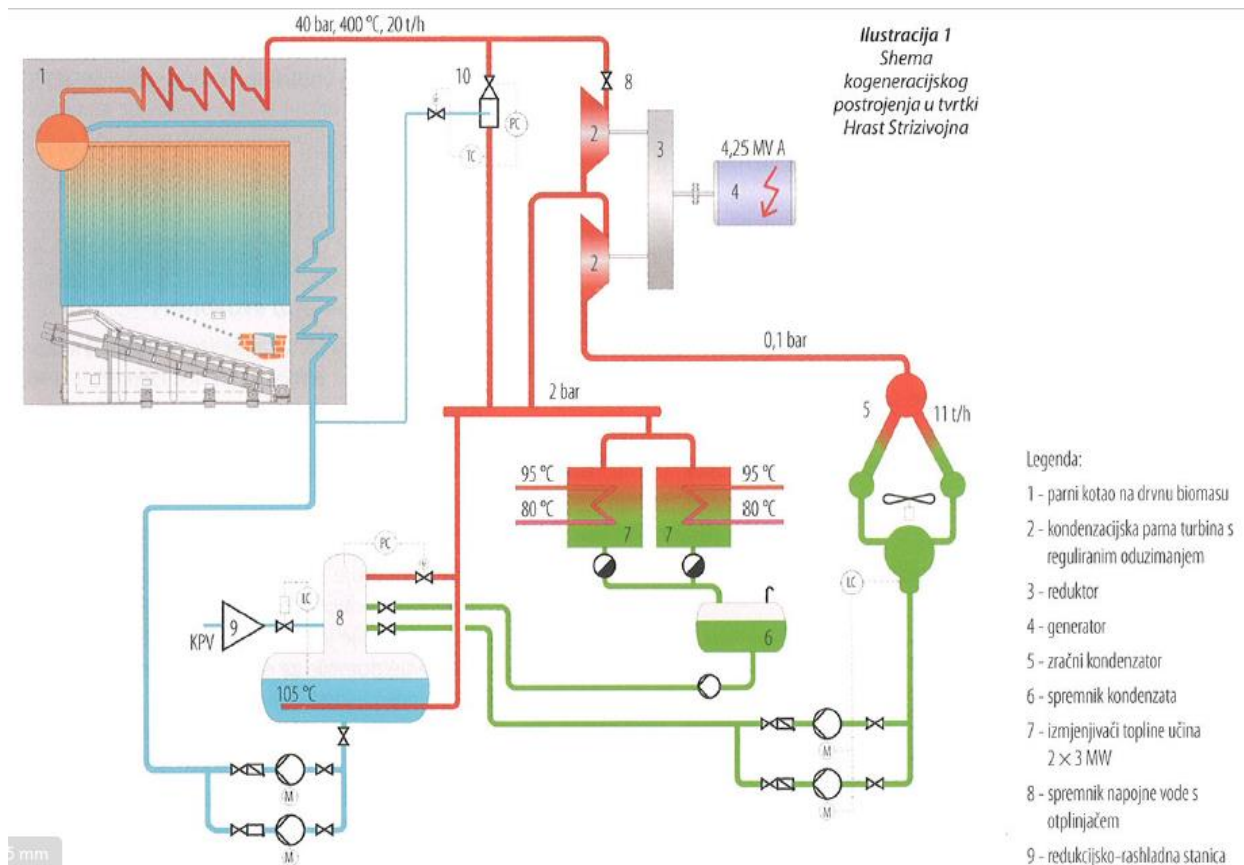 40 bar, 400 °C, 20 t/h
Ilustracija 1
Shema
kogeneracijskog
postrojenja u tvrtki
Hrast Strizivojna
1
10
8
PC
TC
2
3
4,25 MV A
4
2
0,1 bar
2 bar
5
11 t/h
95 °C
95 °C
80 °C
80 °C
7
7
PC
LC
LC
8
9
KPV
6
105 °C
M
M
M
M
Legenda:
1 - parni kotao na drvnu biomasu
2 - kondenzacijska parna turbina s
reguliranim oduzimanjem
3 - reduktor
4 - generator
5 - zračni kondenzator
6 - spremnik kondenzata
7 - izmjenjivači topline učina
2 × 3 MW
8 - spremnik napojne vode s
otplinjačem
9 - redukcijsko-rashladna stanica
5 mm